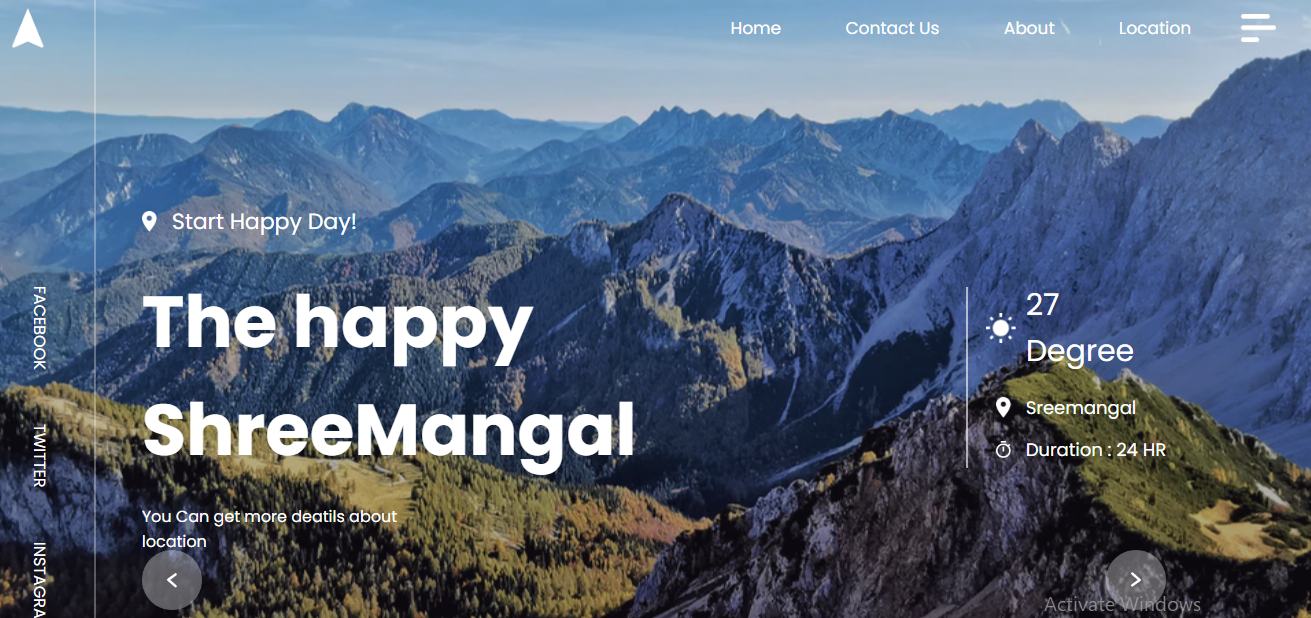 Home
Contact Us
About
Location
Start Happy Day!
The happy
ShreeMangal
You Can get more deatils about
location
27
Degree
Sreemangal
Duration : 24 HR
FACEBOOK
TWITTER
INSTAGRA
Activate Windows